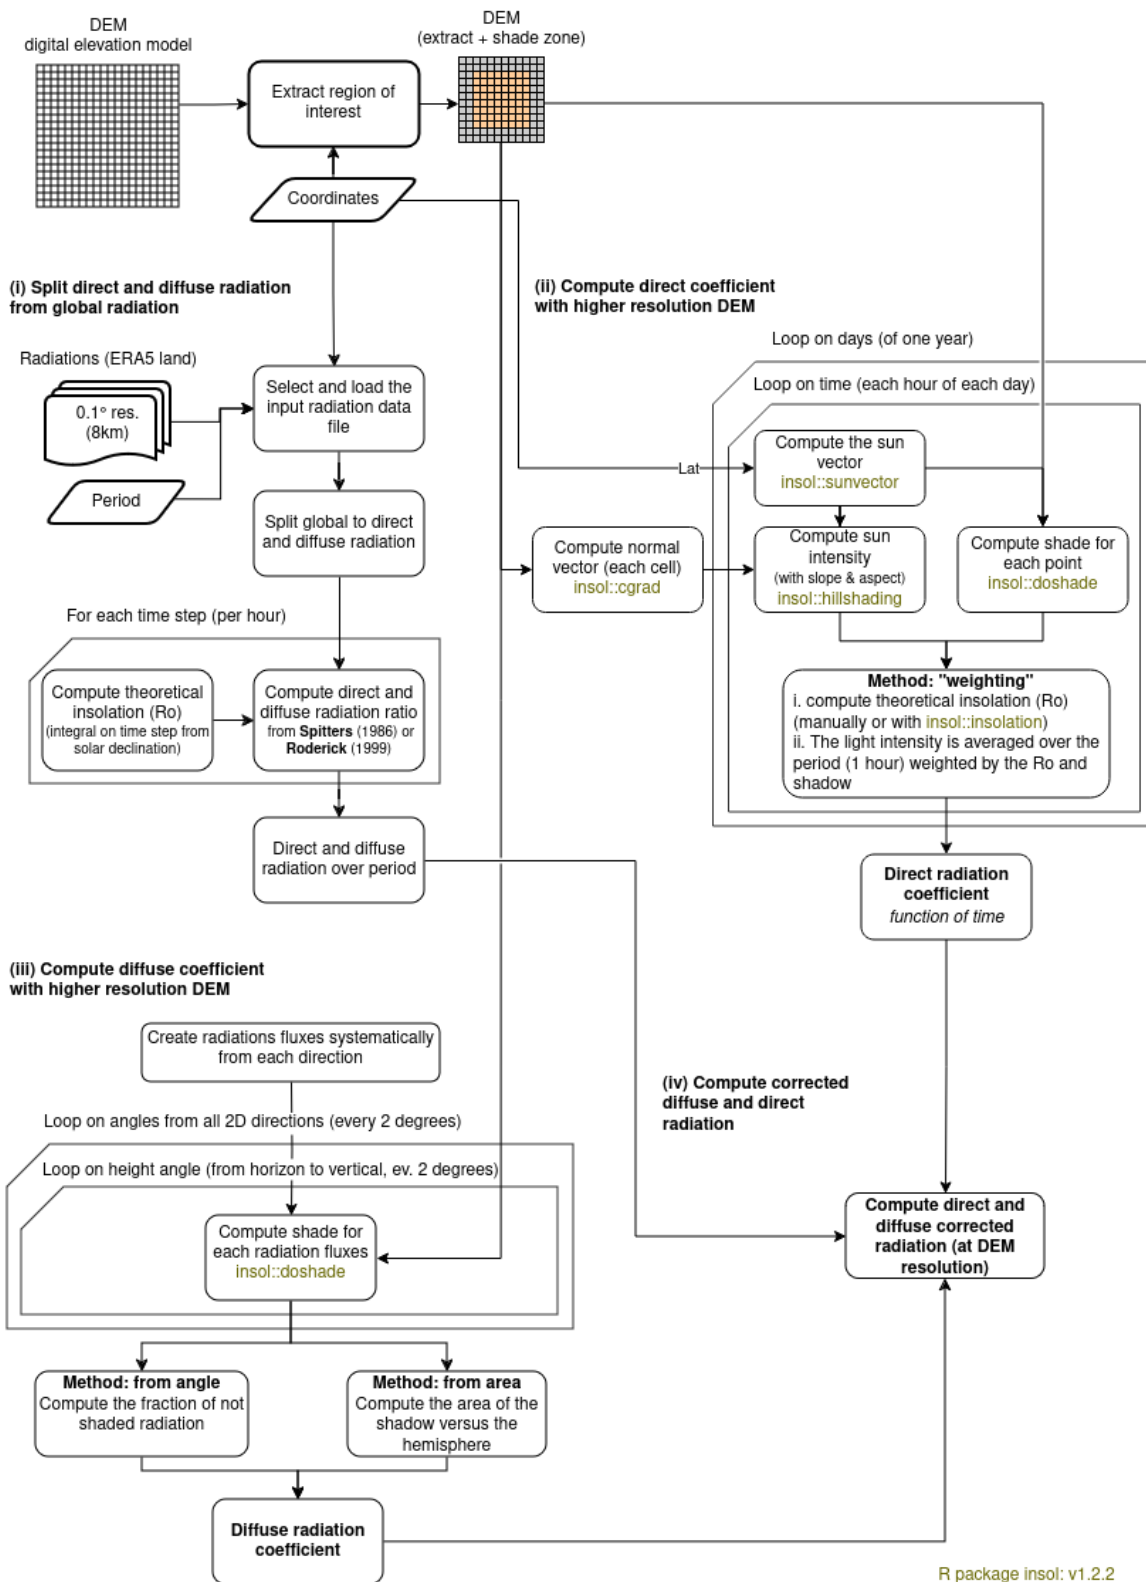 DEM
digital elevation model
DEM
(extract + shade zone)
Extract region of
interest
Coordinates
(i) Split direct and diffuse radiation
from global radiation
(ii) Compute direct coefficient
with higher resolution DEM
Radiations (ERA5 land)
0.1° res.
(8km)
Period
Select and load the
input radiation data
file
Split global to direct
and diffuse radiation
For each time step (per hour)
Compute theoretical
insolation (Ro)
(integral on time step from
solar declination)
Compute direct and
diffuse radiation ratio
from Spitters (1986) or
Roderick (1999)
Direct and diffuse
radiation over period
Loop on days (of one year)
Loop on time (each hour of each day)
Lat
Compute the sun
vector
insol::sunvector
Compute normal
vector (each cell)
insol::cgrad
Compute sun
intensity
(with slope & aspect)
insol::hillshading
Compute shade for
each point
insol::doshade
Method: "weighting"
i. compute theoretical insolation (Ro)
(manually or with insol::insolation)
ii. The light intensity is averaged over the
period (1 hour) weighted by the Ro and
shadow
Direct radiation
coefficient
function of time
(iii) Compute diffuse coefficient
with higher resolution DEM
Create radiations fluxes systematically
from each direction
Loop on angles from all 2D directions (every 2 degrees)
Loop on height angle (from horizon to vertical, ev. 2 degrees)
Compute shade for
each radiation fluxes
insol::doshade
Method: from angle
Compute the fraction of not
shaded radiation
Method: from area
Compute the area of the
shadow versus the
hemisphere
Diffuse radiation
coefficient
(iv) Compute corrected
diffuse and direct
radiation
Compute direct and
diffuse corrected
radiation (at DEM
resolution)
R package insol: v1.2.2